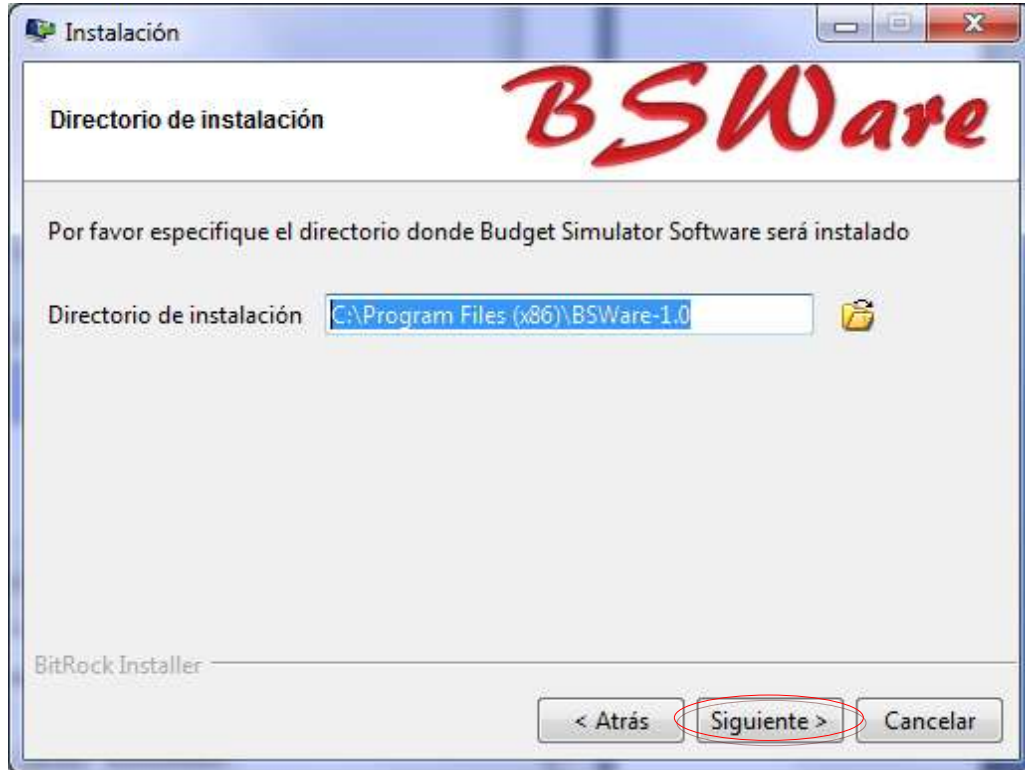 Instalación
Directorio de instalación
BSWare
Por favor especifique el directorio donde Budget Simulator Software será instalado
Directorio de instalación C:\Program Files (x86)\BSWare-1.0
BitRock Installer
< Atrás Siguiente > Cancelar